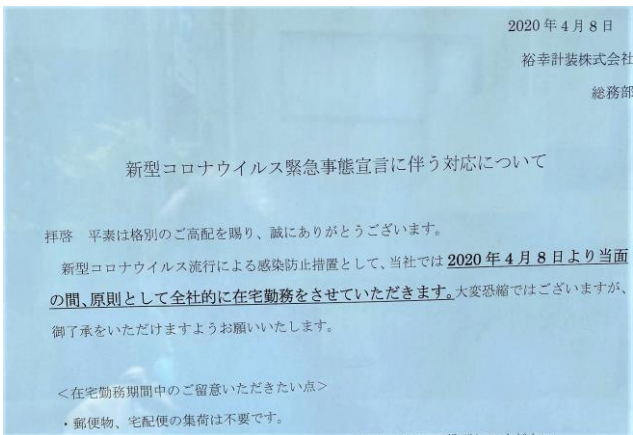 2020年4月8日
裕幸計装株式会社
総務部
新型コロナウイルス緊急事態宣言に伴う対応について
拝啓　平素は格別のご高配を賜り、誠にありがとうございます。
新型コロナウイルス流行による感染防止措置として、当社では2020年4月8日より当面
の間、原則として全社的に在宅勤務をさせていただきます。大変恐縮ではございますが、
御了承をいただけますようお願いいたします。
＜在宅勤務期間中のご留意いただきたい点＞
・郵便物、宅配便の集荷は不要です。